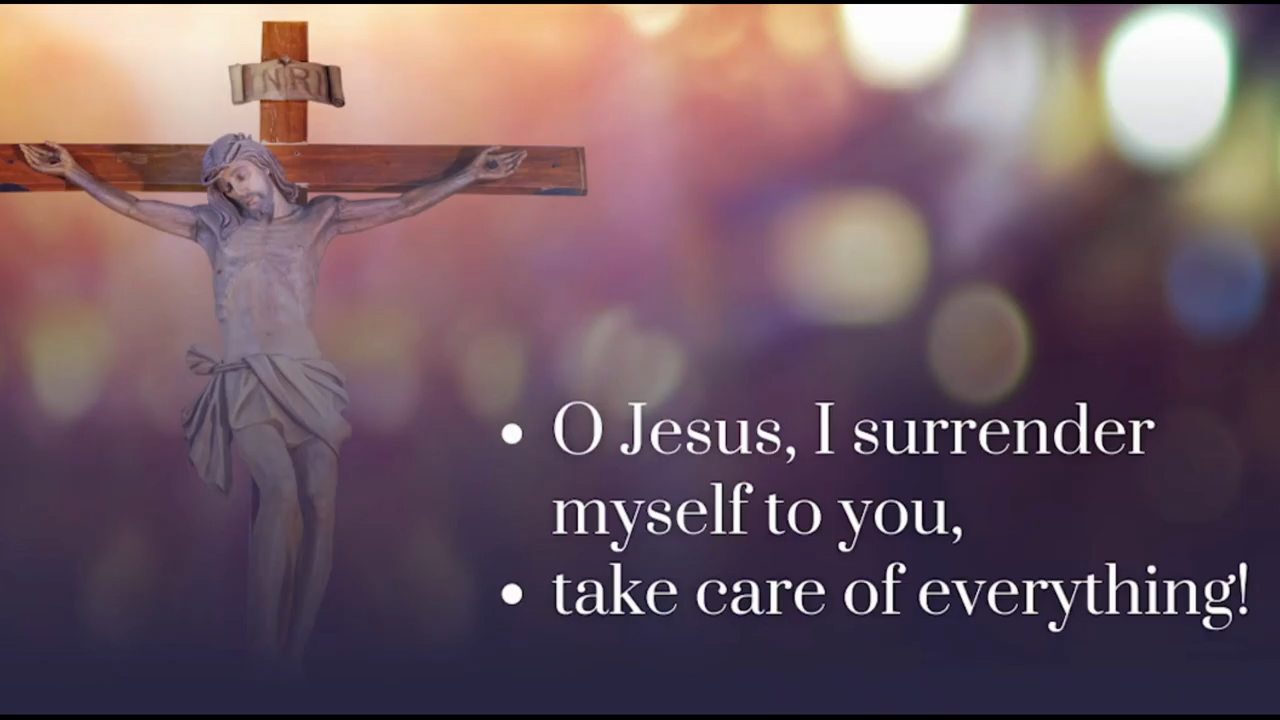 INRI
• O Jesus, I surrender
myself to you,
• take care of everything!